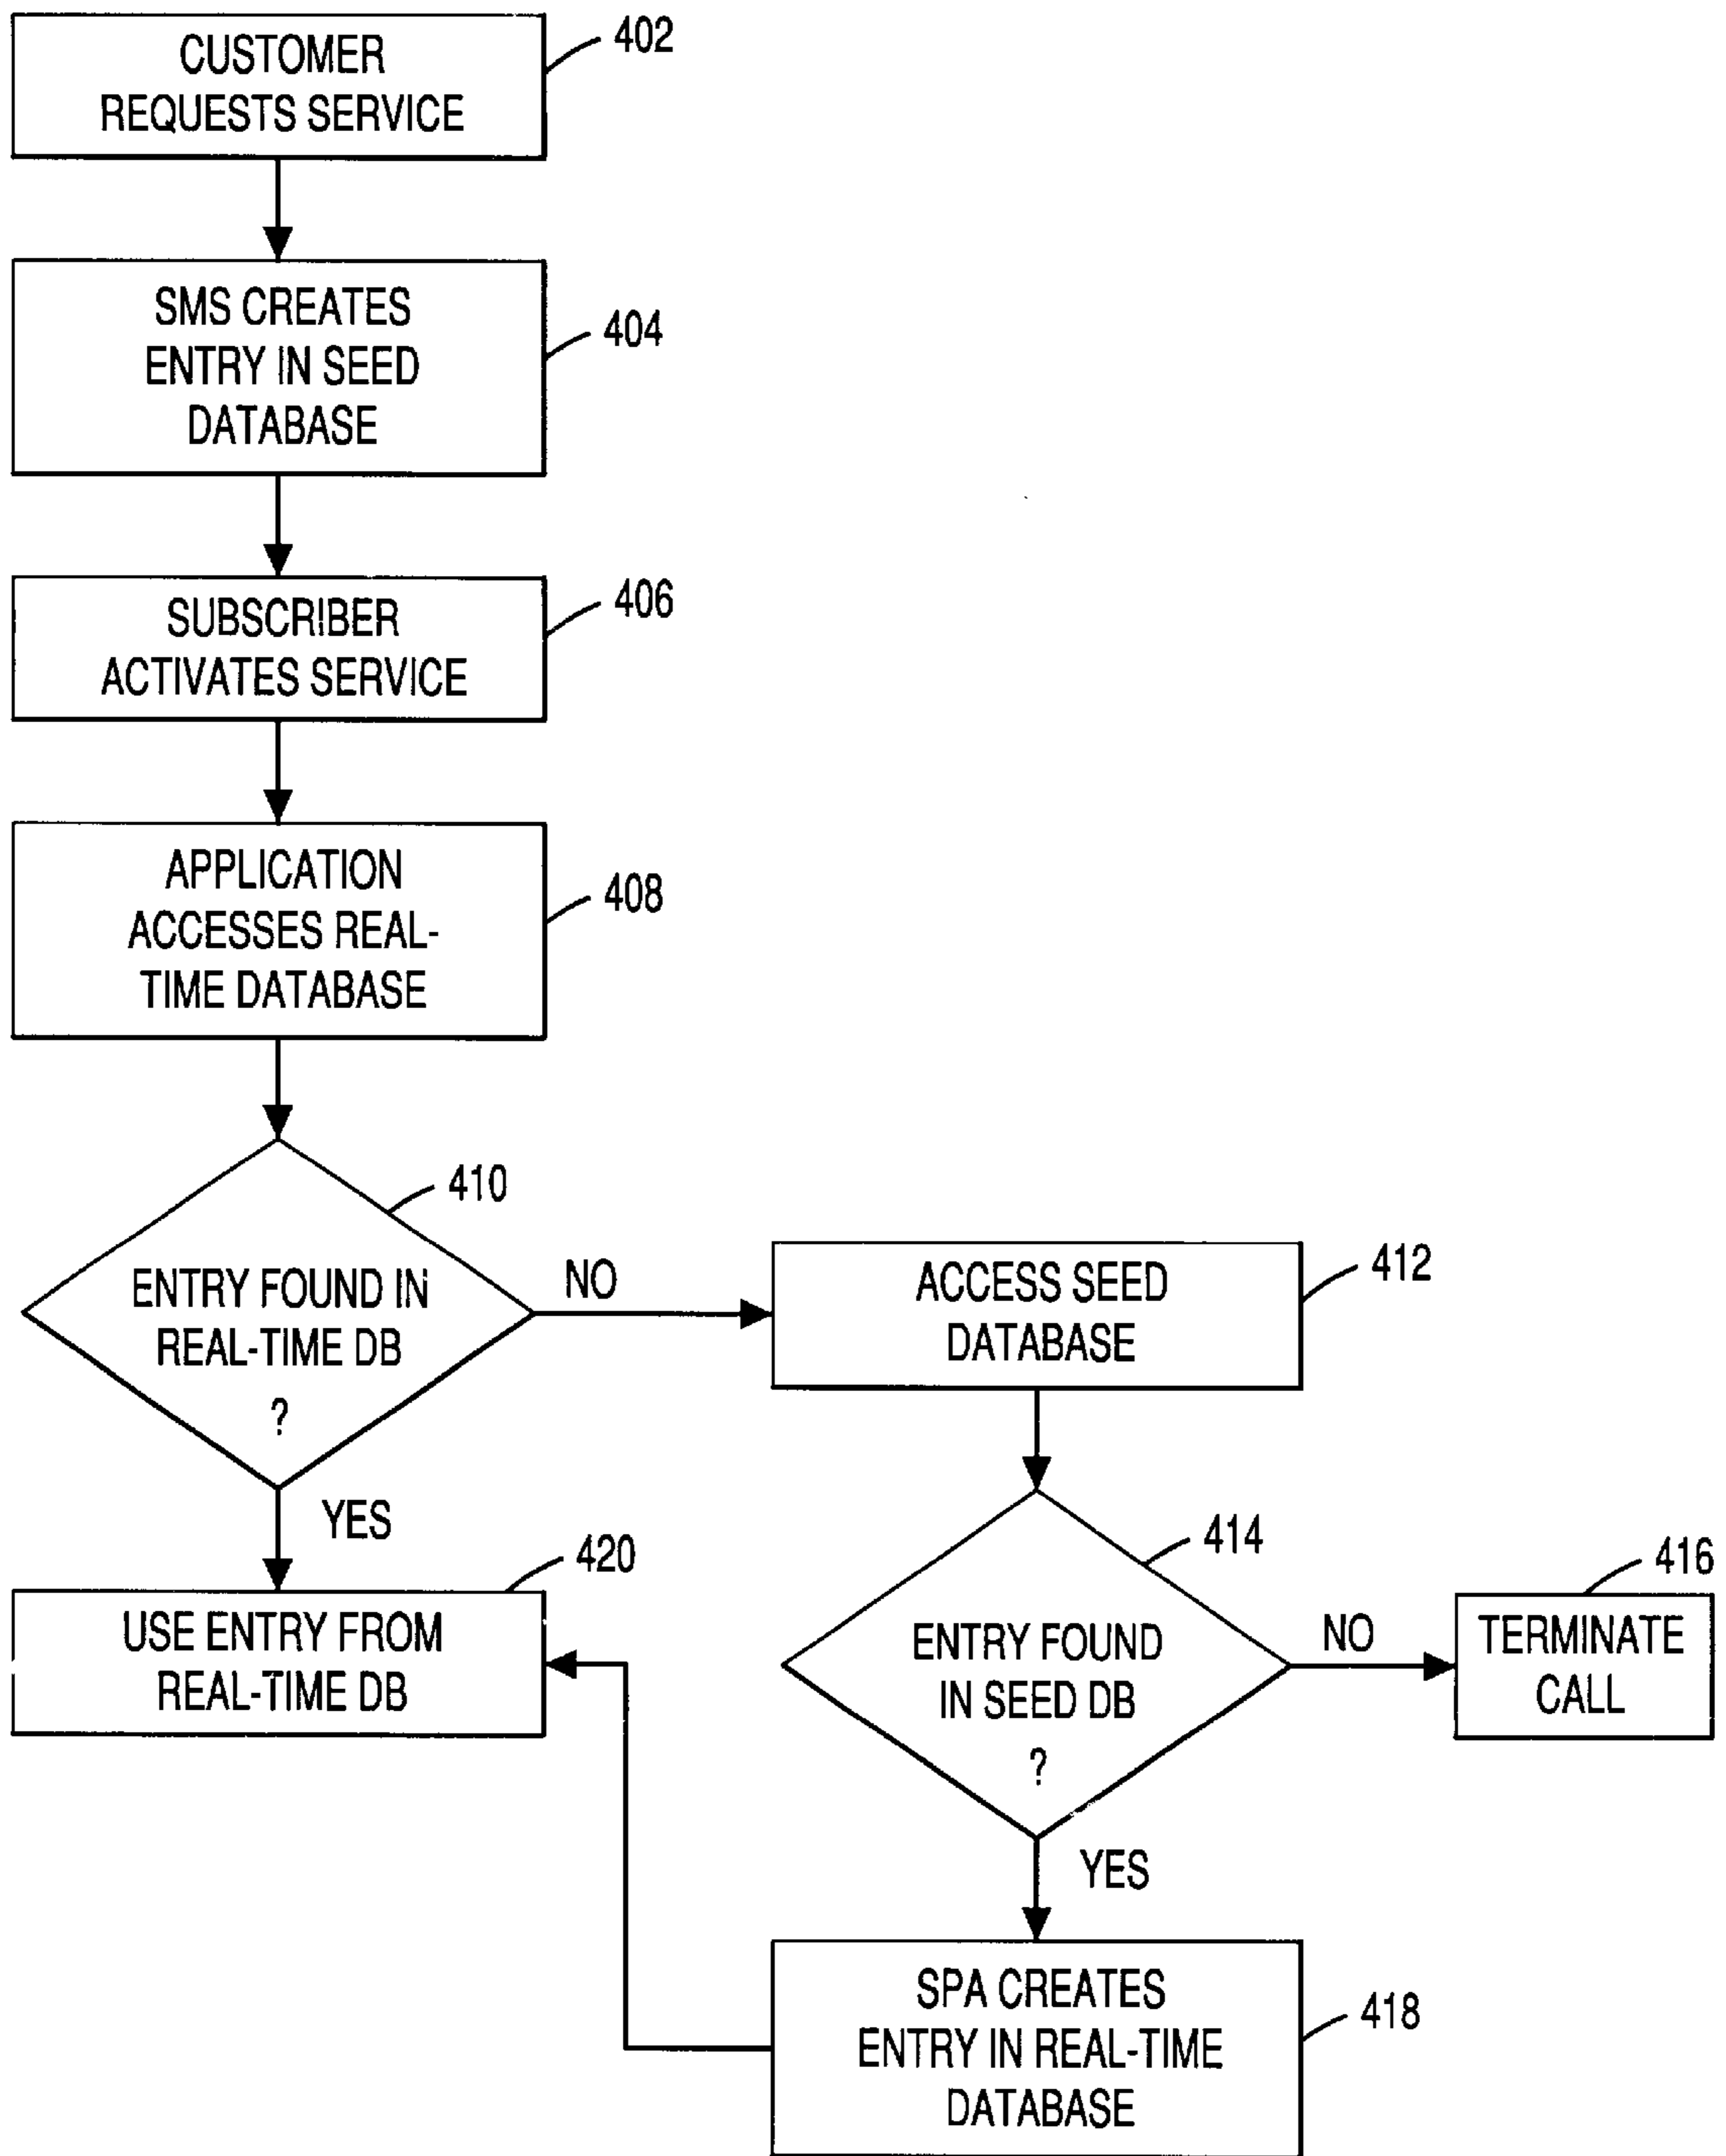 CUSTOMER
REQUESTS SERVICE
402
SMS CREATES
ENTRY IN SEED
DATABASE
404
SUBSCRIBER
ACTIVATES SERVICE
406
APPLICATION
ACCESSES REAL-
TIME DATABASE
408
410
ENTRY FOUND IN
REAL-TIME DB
?
NO
YES
ACCESS SEED
DATABASE
412
414
ENTRY FOUND
IN SEED DB
?
NO
YES
416
TERMINATE
CALL
SPA CREATES
ENTRY IN REAL-TIME
DATABASE
418
420
USE ENTRY FROM
REAL-TIME DB